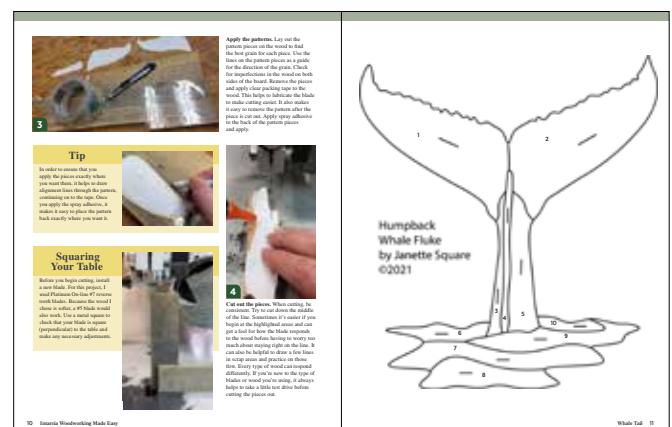 Apply the patterns. Lay out the
pattern pieces on the wood to find
the best grain for each piece. Use the
lines on the pattern pieces as a guide
for the direction of the grain. Check
for imperfections in the wood on both
sides of the board. Remove the pieces
and apply clear packing tape to the
wood. This helps to lubricate the blade
to make cutting easier. It also makes
it easy to remove the pattern after the
piece is cut out. Apply spray adhesive
to the back of the pattern pieces
and apply.
3
Tip
In order to ensure that you
apply the pieces exactly where
you want them, it helps to draw
alignment lines through the pattern,
continuing on to the tape. Once
you apply the spray adhesive, it
makes it easy to place the pattern
back exactly where you want it.
Squaring
Your Table
Before you begin cutting, install
a new blade. For this project, I
used Platinum On-line #7 reverse
tooth blades. Because the wood I
chose is softer, a #5 blade would
also work. Use a metal square to
check that your blade is square
(perpendicular) to the table and
make any necessary adjustments.
4
Cut out the pieces. When cutting, be
consistent. Try to cut down the middle
of the line. Sometimes it's easier if you
begin at the highlighted areas and can
get a feel for how the blade responds
to the wood before having to worry too
much about staying right on the line. It
can also be helpful to draw a few lines
in scrap areas and practice on those
first. Every type of wood can respond
differently. If you're new to the type of
blades or wood you're using, it always
helps to take a little test drive before
cutting the pieces out.
10 Intarsia Woodworking Made Easy
1
2
Humpback
Whale Fluke
by Janette Square
©2021
3
4
5
6
7
8
9
10
Whale Tail 11